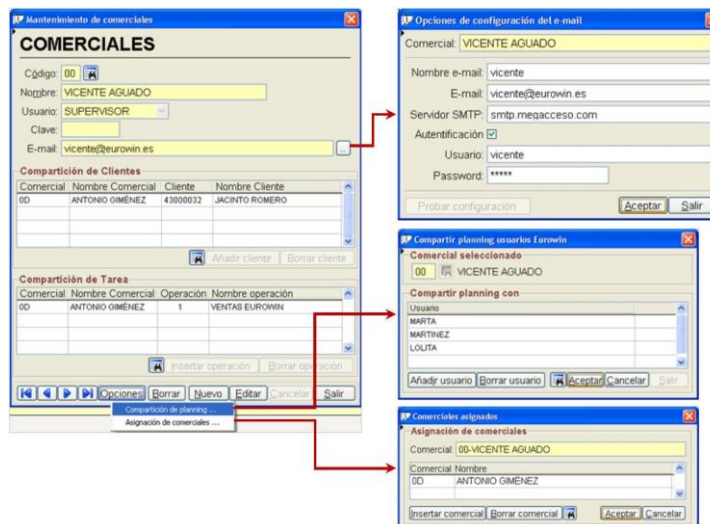 Mantenimiento de comerciales
COMERCIALES
Código: 00
Nombre: VICENTE AGUADO
Usuario: SUPERVISOR
Clave:
E-mail: vicente@eurowin.es ...
Compartición de Clientes
Comercial Nombre Comercial Cliente Nombre Cliente
0D ANTONIO GIMÉNEZ 43000032 JACINTO ROMERO
Añadir cliente Borrar cliente
Compartición de Tarea
Comercial Nombre Comercial Operación Nombre operación
0D ANTONIO GIMÉNEZ 1 VENTAS EUROWIN
Insertar operación Borrar operación
Opciones Borrar Nuevo Editar Cancelar Salir
Compartición de planning ...
Asignación de comerciales ...
Opciones de configuración del e-mail
Comercial: VICENTE AGUADO
Nombre e-mail: vicente
E-mail: vicente@eurowin.es
Servidor SMTP: smtp.megacceso.com
Autentificación
Usuario: vicente
Password: *****
Probar configuración Aceptar Salir
Compartir planning usuarios Eurowin
Comercial seleccionado
00 VICENTE AGUADO
Compartir planning con
Usuario
MARTA
MARTINEZ
LOLITA
Añadir usuario Borrar usuario Aceptar Cancelar Salir
Comerciales asignados
Asignación de comerciales
Comercial: 00-VICENTE AGUADO
Comercial Nombre
0D ANTONIO GIMÉNEZ
Insertar comercial Borrar comercial Aceptar Cancelar